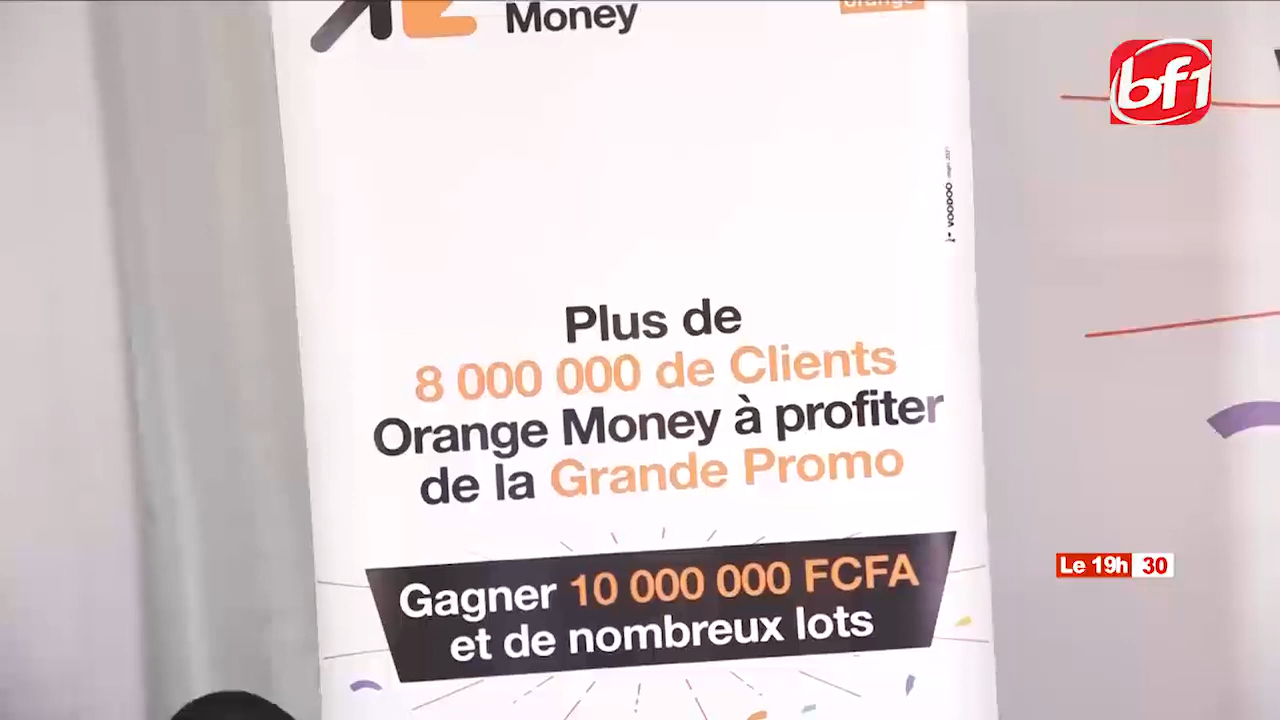 Money
orange
bf1
VOODOO
Plus de
8 000 000 de Clients
Orange Money à profiter
de la Grande Promo
Le 19h 30
Gagner 10 000 000 FCFA
et de nombreux lots